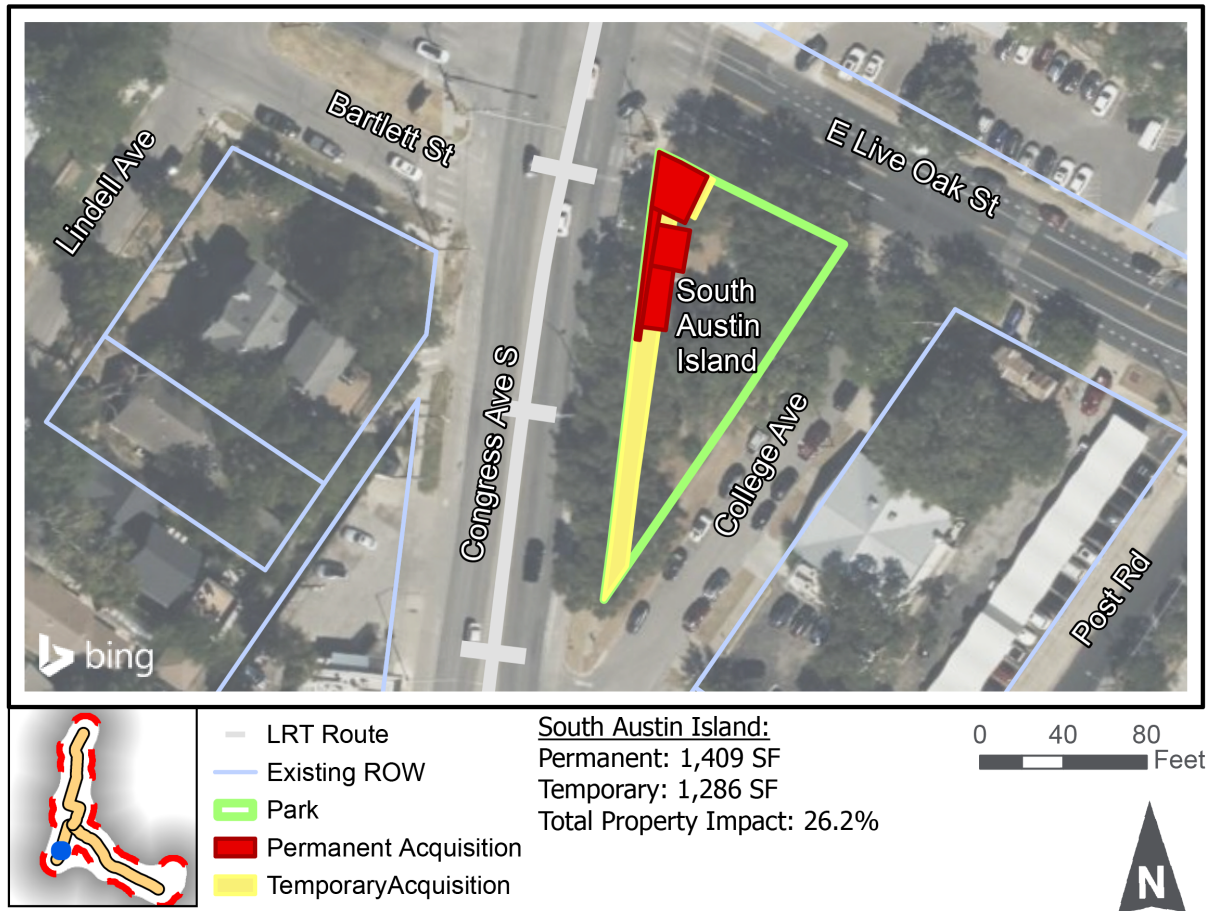 Bartlett St
Lindell Ave
E Live Oak St
South
Austin
Island
Congress Ave S
College Ave
Post Rd
bing
LRT Route
Existing ROW
Park
Permanent Acquisition
TemporaryAcquisition
South Austin Island:
Permanent: 1,409 SF
Temporary: 1,286 SF
Total Property Impact: 26.2%
0 40 80
Feet
N